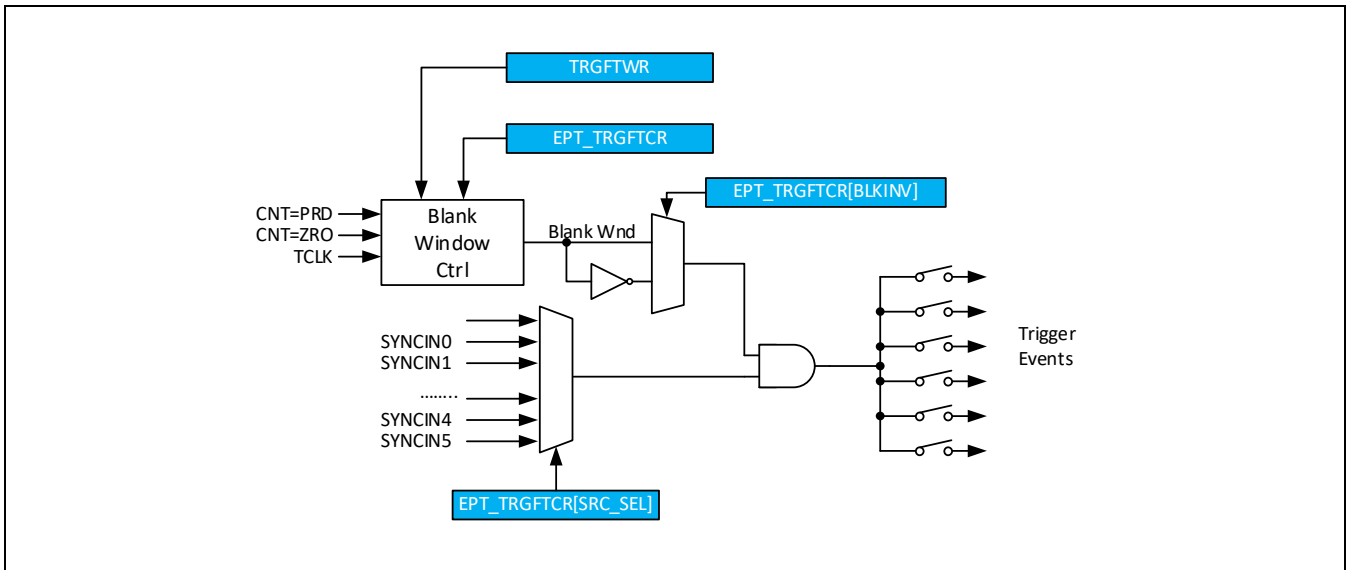 TRGFTWR
EPT_TRGFTCR
EPT_TRGFTCR[BLKINV]
CNT=PRD
CNT=ZRO
TCLK
Blank
Window
Ctrl
Blank Wnd
SYNCIN0
SYNCIN1
........
SYNCIN4
SYNCIN5
Trigger
Events
EPT_TRGFTCR[SRC_SEL]